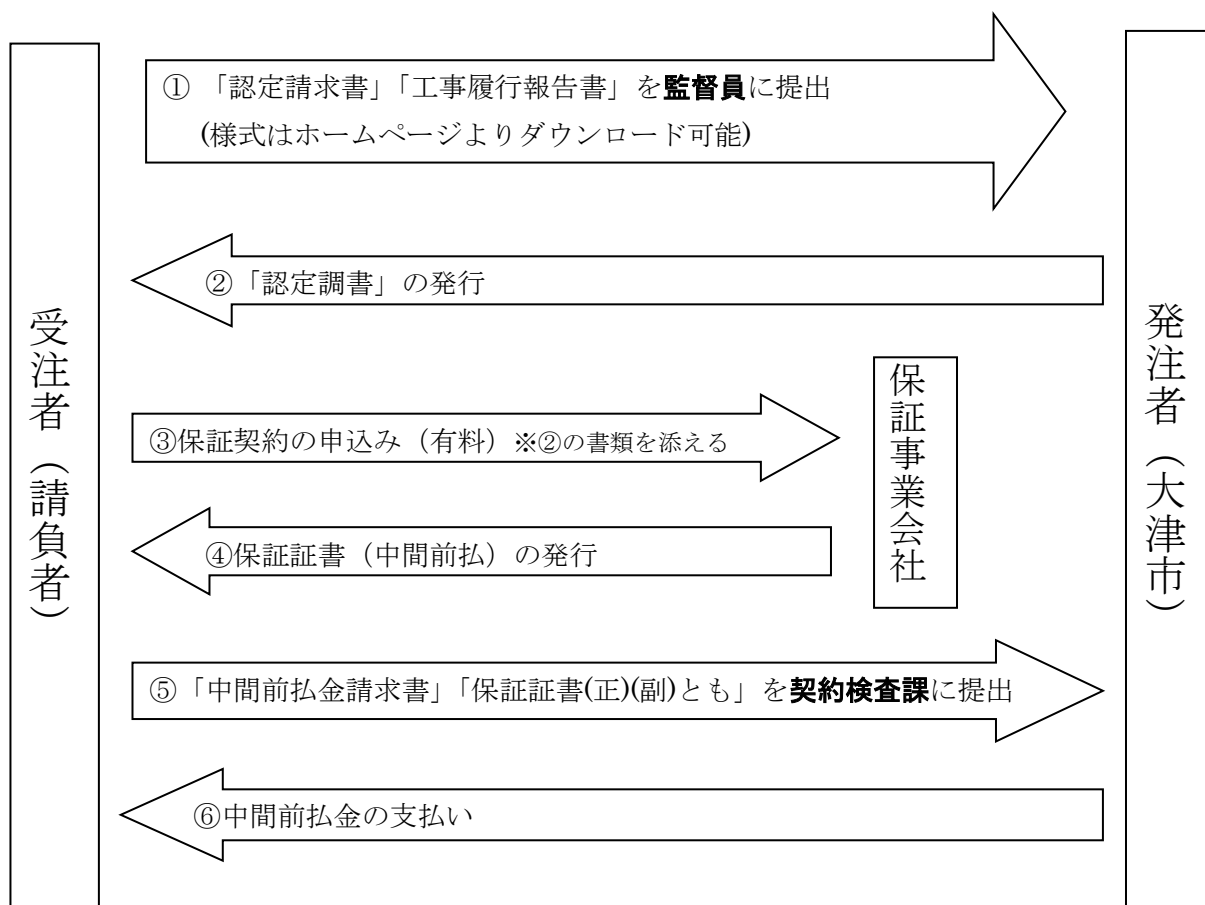 受注者（請負者）
① 「認定請求書」「工事履行報告書」を監督員に提出
(様式はホームページよりダウンロード可能)
②「認定調書」の発行
③保証契約の申込み（有料）※②の書類を添える
保証事業会社
④保証証書（中間前払）の発行
⑤「中間前払金請求書」「保証証書(正)(副)とも」を契約検査課に提出
⑥中間前払金の支払い
発注者（大津市）